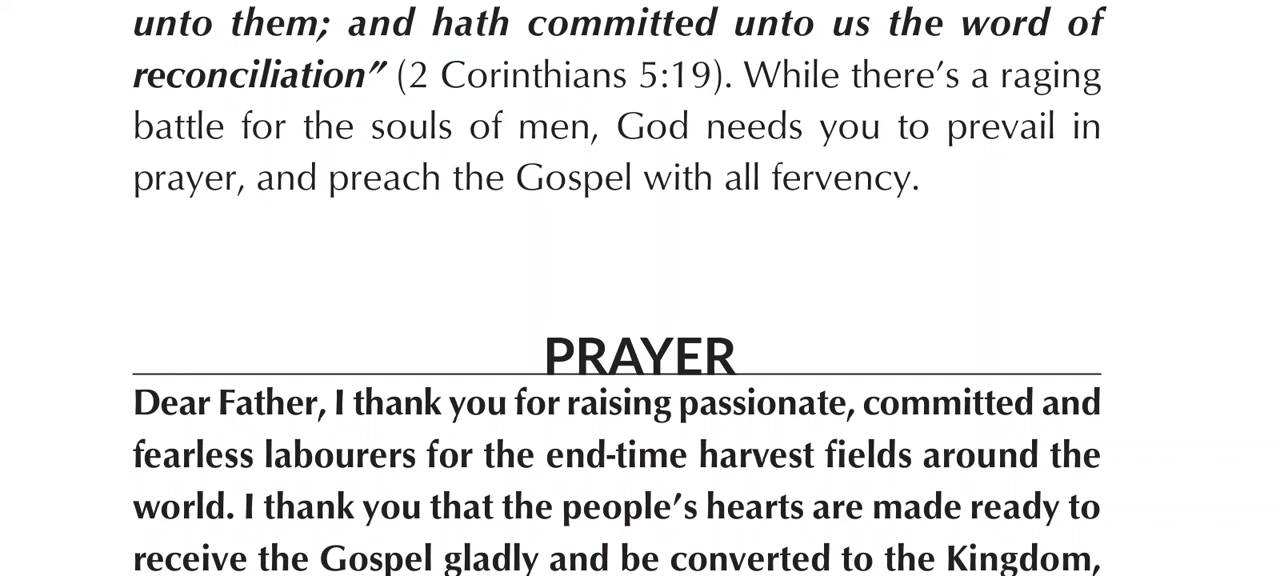 unto them; and hath committed unto us the word of
reconciliation” (2 Corinthians 5:19). While there’s a raging
battle for the souls of men, God needs you to prevail in
prayer, and preach the Gospel with all fervency.
PRAYER
Dear Father, I thank you for raising passionate, committed and
fearless labourers for the end-time harvest fields around the
world. I thank you that the people’s hearts are made ready to
receive the Gospel gladly and be converted to the Kingdom,